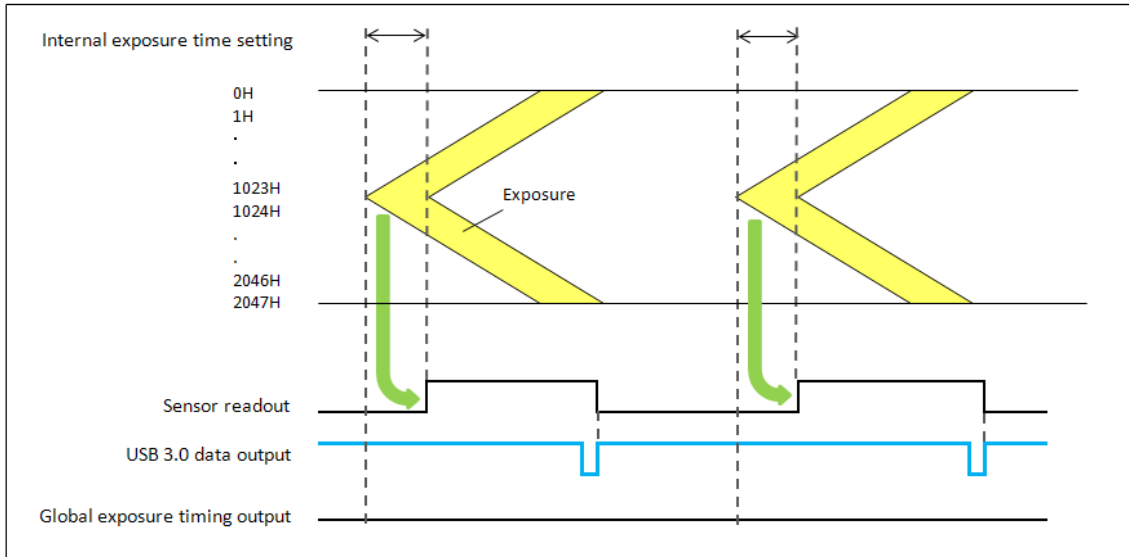 Internal exposure time setting
0H
1H
.
.
1023H
1024H
.
.
2046H
2047H
Exposure
Sensor readout
USB 3.0 data output
Global exposure timing output